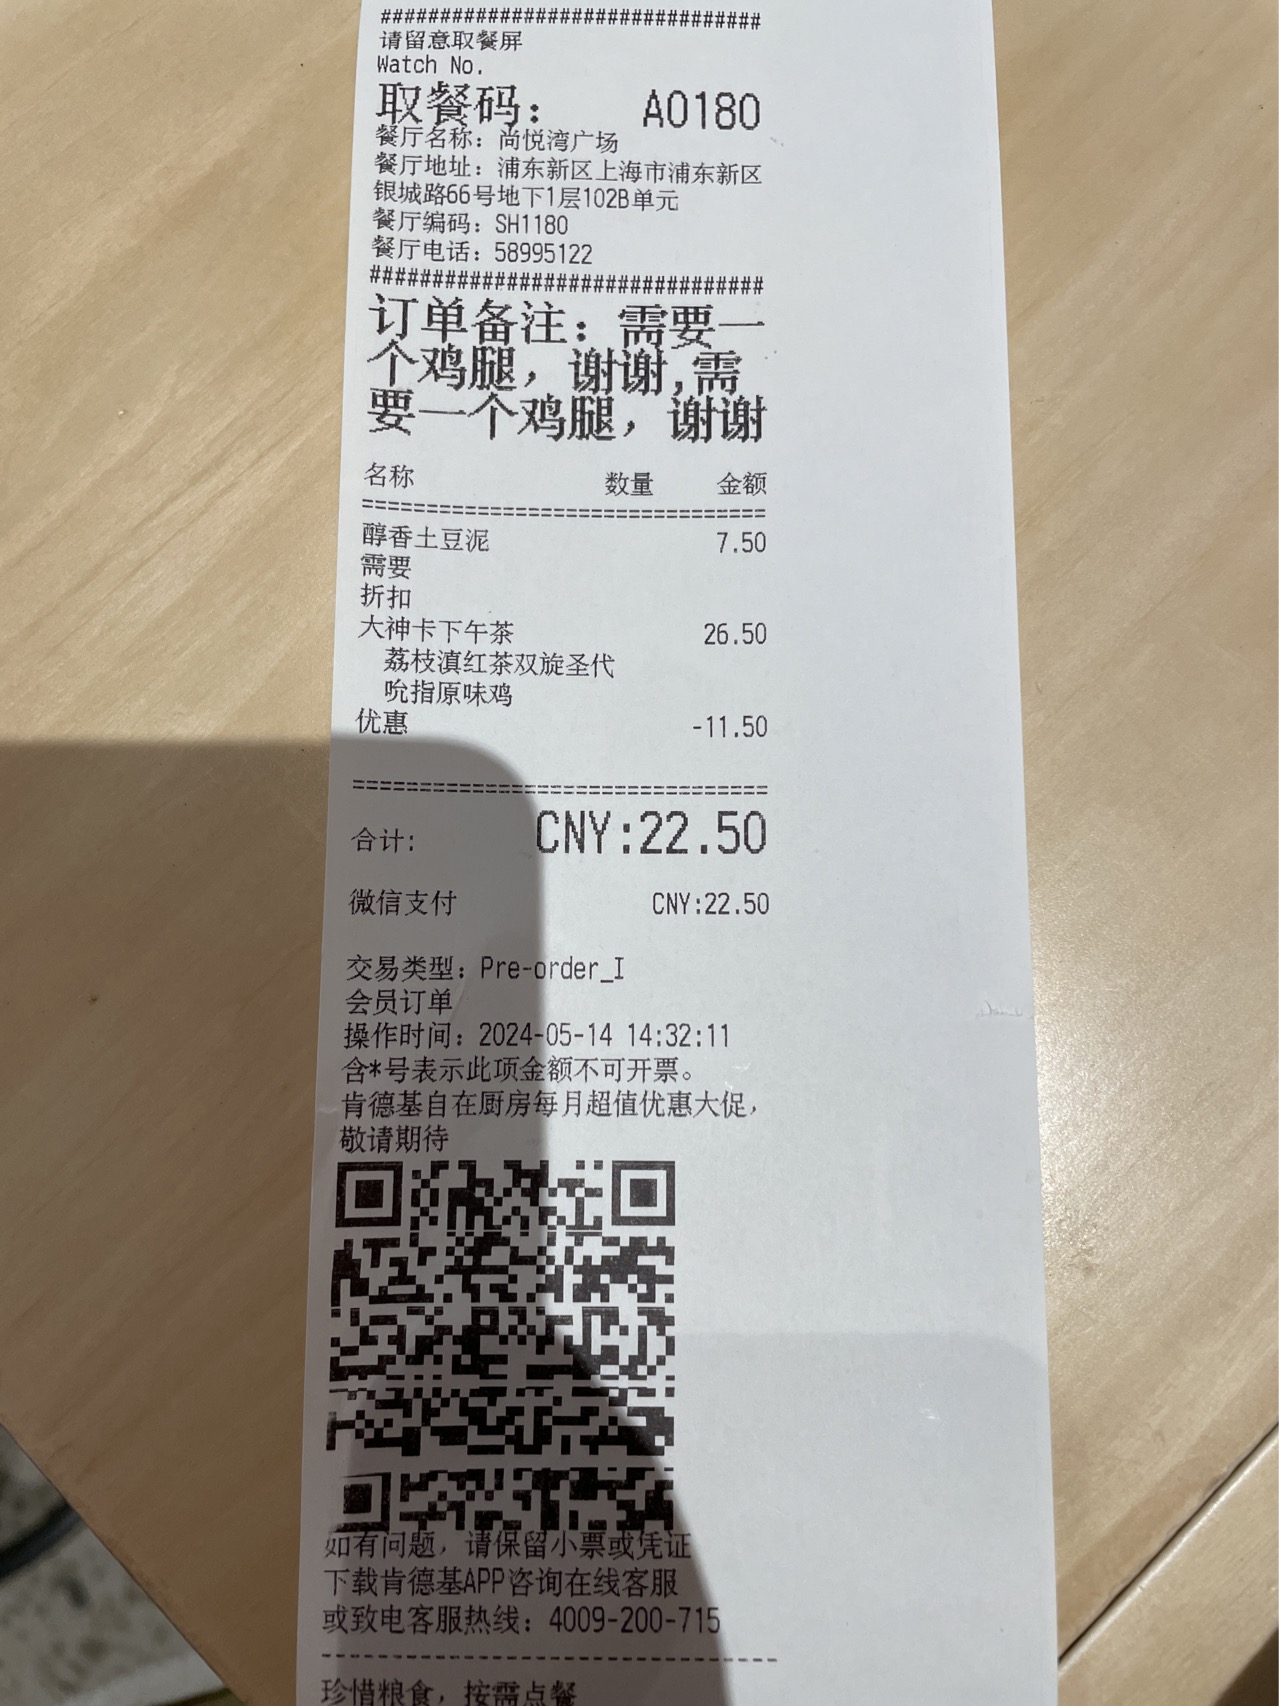 ################################
请留意取餐屏
Watch No.
取餐码： A0180
餐厅名称：尚悦湾广场
餐厅地址：浦东新区上海市浦东新区
银城路66号地下1层102B单元
餐厅编码：SH1180
餐厅电话：58995122
################################
订单备注：需要一
个鸡腿，谢谢,需
要一个鸡腿，谢谢
名称 数量 金额
================================
醇香土豆泥 7.50
需要
折扣
大神卡下午茶 26.50
荔枝滇红茶双旋圣代
吮指原味鸡
优惠 -11.50
================================
合计: CNY:22.50
微信支付 CNY:22.50
交易类型：Pre-order_I
会员订单
操作时间：2024-05-14 14:32:11
含*号表示此项金额不可开票。
肯德基自在厨房每月超值优惠大促，
敬请期待
如有问题，请保留小票或凭证
下载肯德基APP咨询在线客服
或致电客服热线：4009-200-715
--------------------------------
珍惜粮食，按需点餐